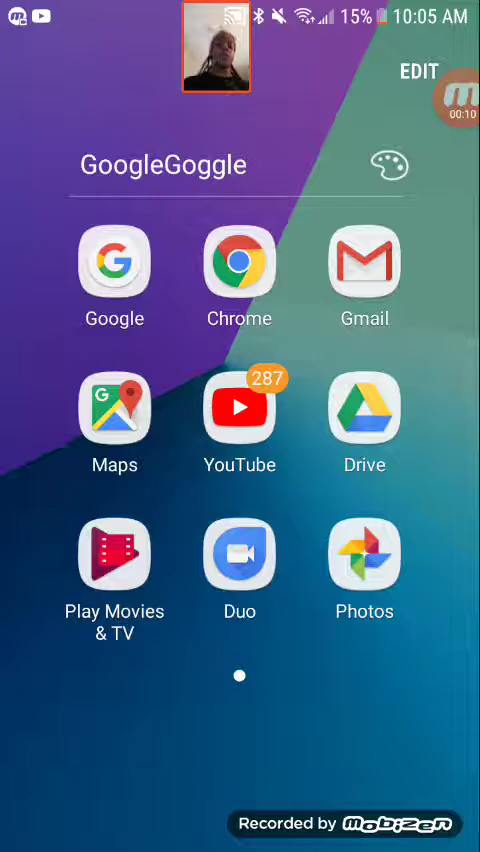 15% 10:05 AM
EDIT
00:10
GoogleGoggle
Google Chrome Gmail
287
Maps YouTube Drive
Play Movies Duo Photos
& TV
Recorded by mobizen